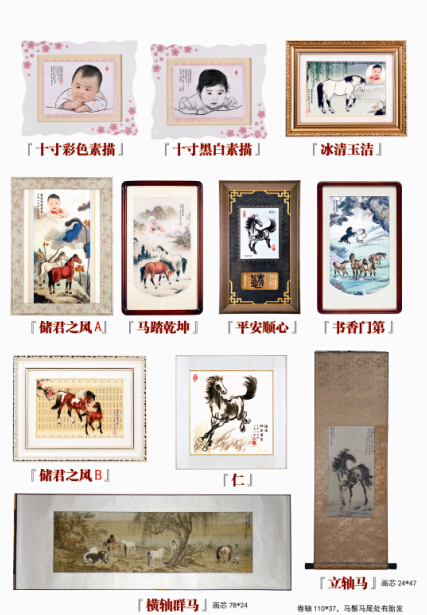 『十寸彩色素描』
『十寸黑白素描』
『冰清玉洁』
『储君之风A』
『马踏乾坤』
『平安顺心』
『书香门第』
『储君之风B』
『仁』
『立轴马』画芯 24*47
『横轴群马』画芯 78*24
卷轴 110*37，马鬃马尾处有胎发